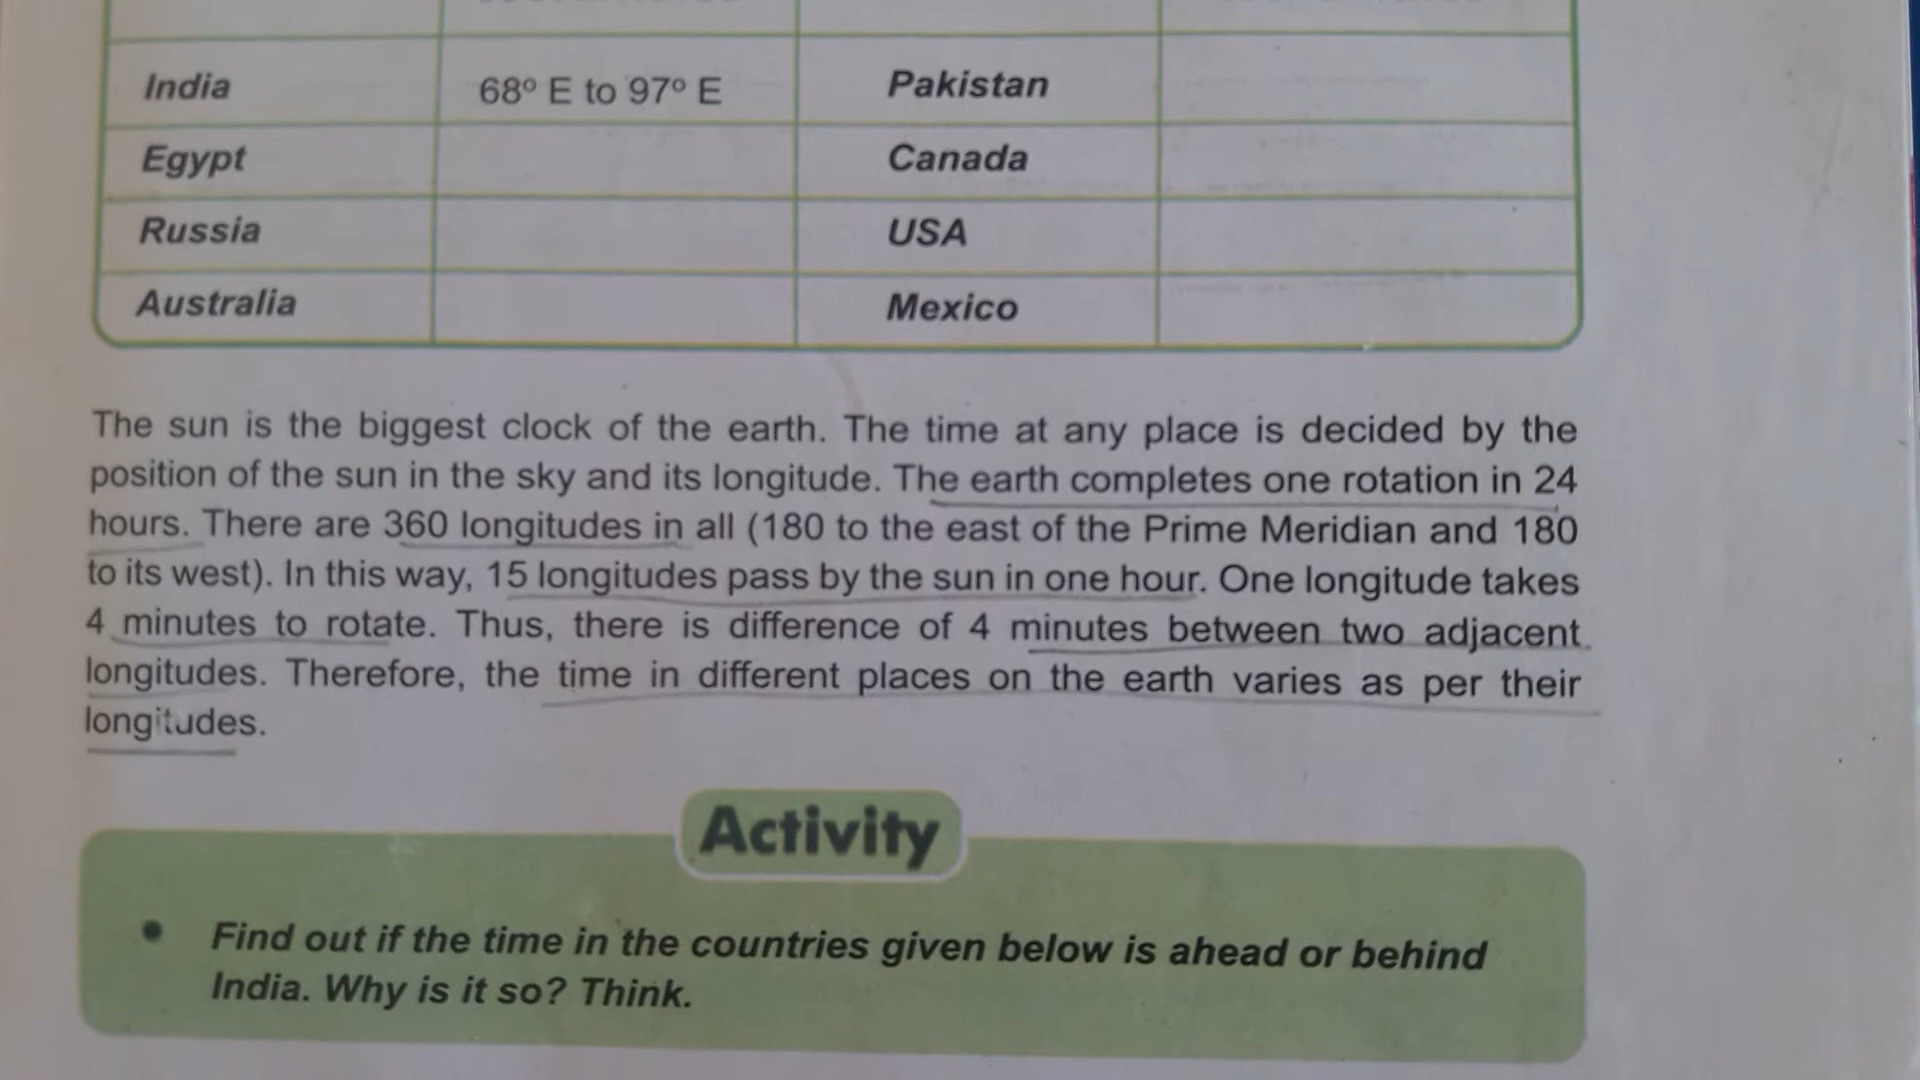 India 68º E to 97º E Pakistan
Egypt Canada
Russia USA
Australia Mexico
The sun is the biggest clock of the earth. The time at any place is decided by the
position of the sun in the sky and its longitude. The earth completes one rotation in 24
hours. There are 360 longitudes in all (180 to the east of the Prime Meridian and 180
to its west). In this way, 15 longitudes pass by the sun in one hour. One longitude takes
4 minutes to rotate. Thus, there is difference of 4 minutes between two adjacent
longitudes. Therefore, the time in different places on the earth varies as per their
longitudes.
Activity
• Find out if the time in the countries given below is ahead or behind
India. Why is it so? Think.